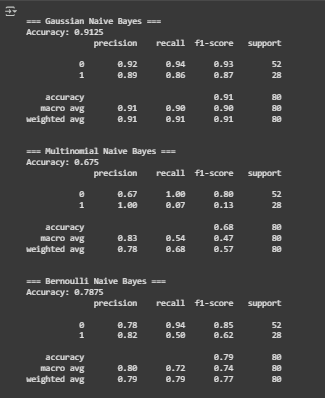 === Gaussian Naive Bayes ===
Accuracy: 0.9125
precision recall f1-score support
0 0.92 0.94 0.93 52
1 0.89 0.86 0.87 28
accuracy 0.91 80
macro avg 0.91 0.90 0.90 80
weighted avg 0.91 0.91 0.91 80
=== Multinomial Naive Bayes ===
Accuracy: 0.675
precision recall f1-score support
0 0.67 1.00 0.80 52
1 1.00 0.07 0.13 28
accuracy 0.68 80
macro avg 0.83 0.54 0.47 80
weighted avg 0.78 0.68 0.57 80
=== Bernoulli Naive Bayes ===
Accuracy: 0.7875
precision recall f1-score support
0 0.78 0.94 0.85 52
1 0.82 0.50 0.62 28
accuracy 0.79 80
macro avg 0.80 0.72 0.74 80
weighted avg 0.79 0.79 0.77 80